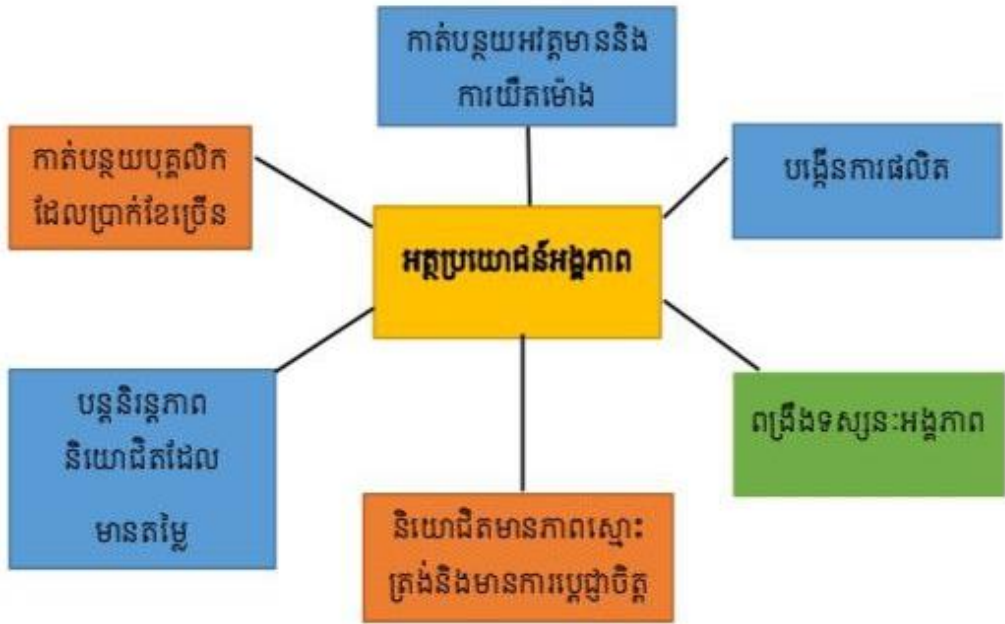 កាត់បន្ថយអវត្តមាននិង
ការយឺតម៉ោង
កាត់បន្ថយបុគ្គលិក
ដែលប្រាក់ខែច្រើន
បង្កើនការផលិត
អត្ថប្រយោជន៍អង្គភាព
បន្តនិរន្តភាព
និយោជិតដែល
មានតម្លៃ
ពង្រឹងទស្សនៈអង្គភាព
និយោជិតមានភាពស្មោះ
ត្រង់និងមានការប្តេជ្ញាចិត្ត